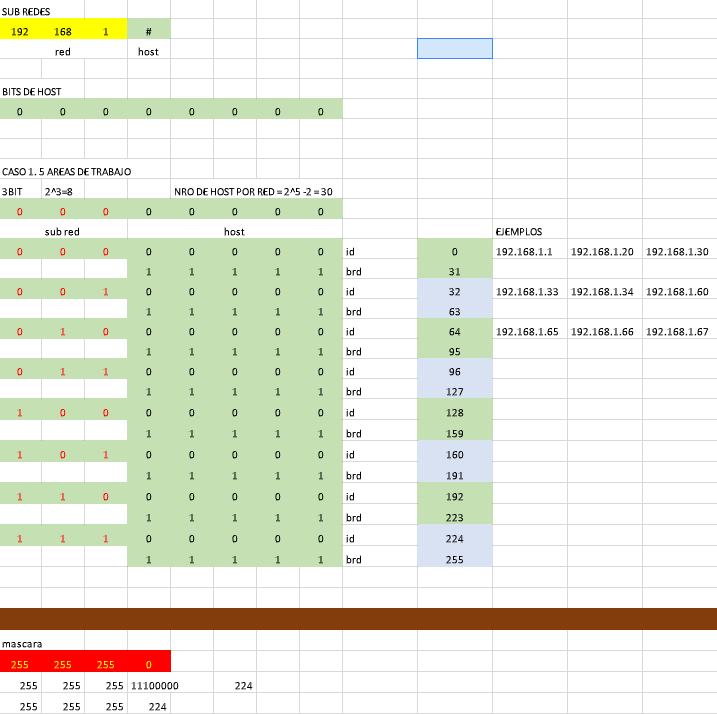 SUB REDES
192 168 1 #
red host
BITS DE HOST
0 0 0 0 0 0 0 0
CASO 1. 5 AREAS DE TRABAJO
3BIT 2^3=8 NRO DE HOST POR RED = 2^5 -2 = 30
0 0 0 0 0 0 0 0
sub red host EJEMPLOS
0 0 0 0 0 0 0 0 id 0 192.168.1.1 192.168.1.20 192.168.1.30
1 1 1 1 1 brd 31
0 0 1 0 0 0 0 0 id 32 192.168.1.33 192.168.1.34 192.168.1.60
1 1 1 1 1 brd 63
0 1 0 0 0 0 0 0 id 64 192.168.1.65 192.168.1.66 192.168.1.67
1 1 1 1 1 brd 95
0 1 1 0 0 0 0 0 id 96
1 1 1 1 1 brd 127
1 0 0 0 0 0 0 0 id 128
1 1 1 1 1 brd 159
1 0 1 0 0 0 0 0 id 160
1 1 1 1 1 brd 191
1 1 0 0 0 0 0 0 id 192
1 1 1 1 1 brd 223
1 1 1 0 0 0 0 0 id 224
1 1 1 1 1 brd 255
mascara
255 255 255 0
255 255 255 11100000 224
255 255 255 224